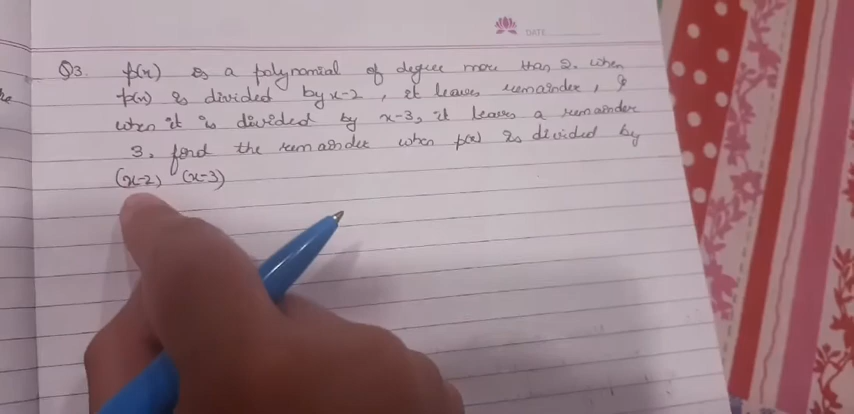 DATE
Q3. p(x) is a polynomial of degree more than 2. when
p(x) is divided by x-2, it leaves remainder, &
when it is divided by x-3, it leaves a remainder
3, find the remainder when p(x) is divided by
(x-2) (x-3)